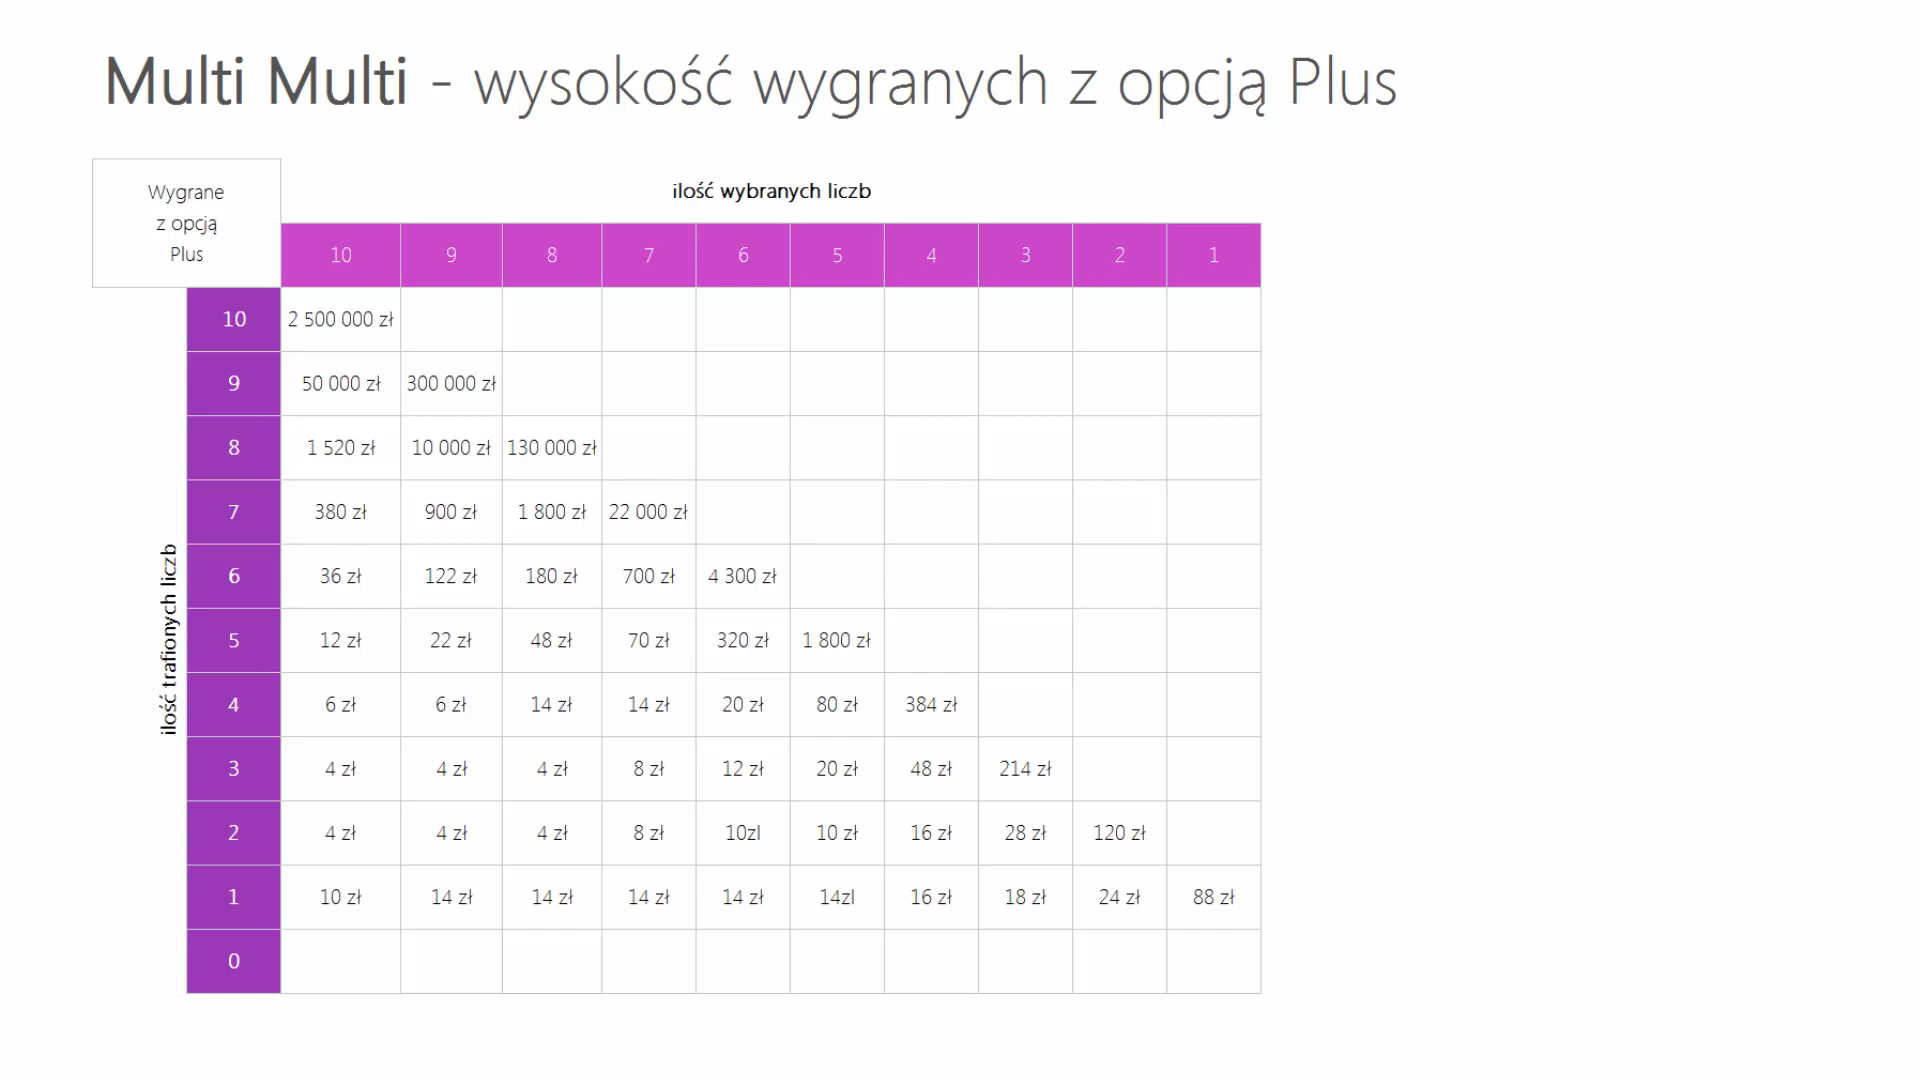 Multi Multi - wysokość wygranych z opcją Plus
Wygrane
z opcją
Plus
ilość wybranych liczb
10 9 8 7 6 5 4 3 2 1
ilość trafionych liczb
10 2 500 000 zł
9 50 000 zł 300 000 zł
8 1 520 zł 10 000 zł 130 000 zł
7 380 zł 900 zł 1 800 zł 22 000 zł
6 36 zł 122 zł 180 zł 700 zł 4 300 zł
5 12 zł 22 zł 48 zł 70 zł 320 zł 1 800 zł
4 6 zł 6 zł 14 zł 14 zł 20 zł 80 zł 384 zł
3 4 zł 4 zł 4 zł 8 zł 12 zł 20 zł 48 zł 214 zł
2 4 zł 4 zł 4 zł 8 zł 10zl 10 zł 16 zł 28 zł 120 zł
1 10 zł 14 zł 14 zł 14 zł 14 zł 14zl 16 zł 18 zł 24 zł 88 zł
0